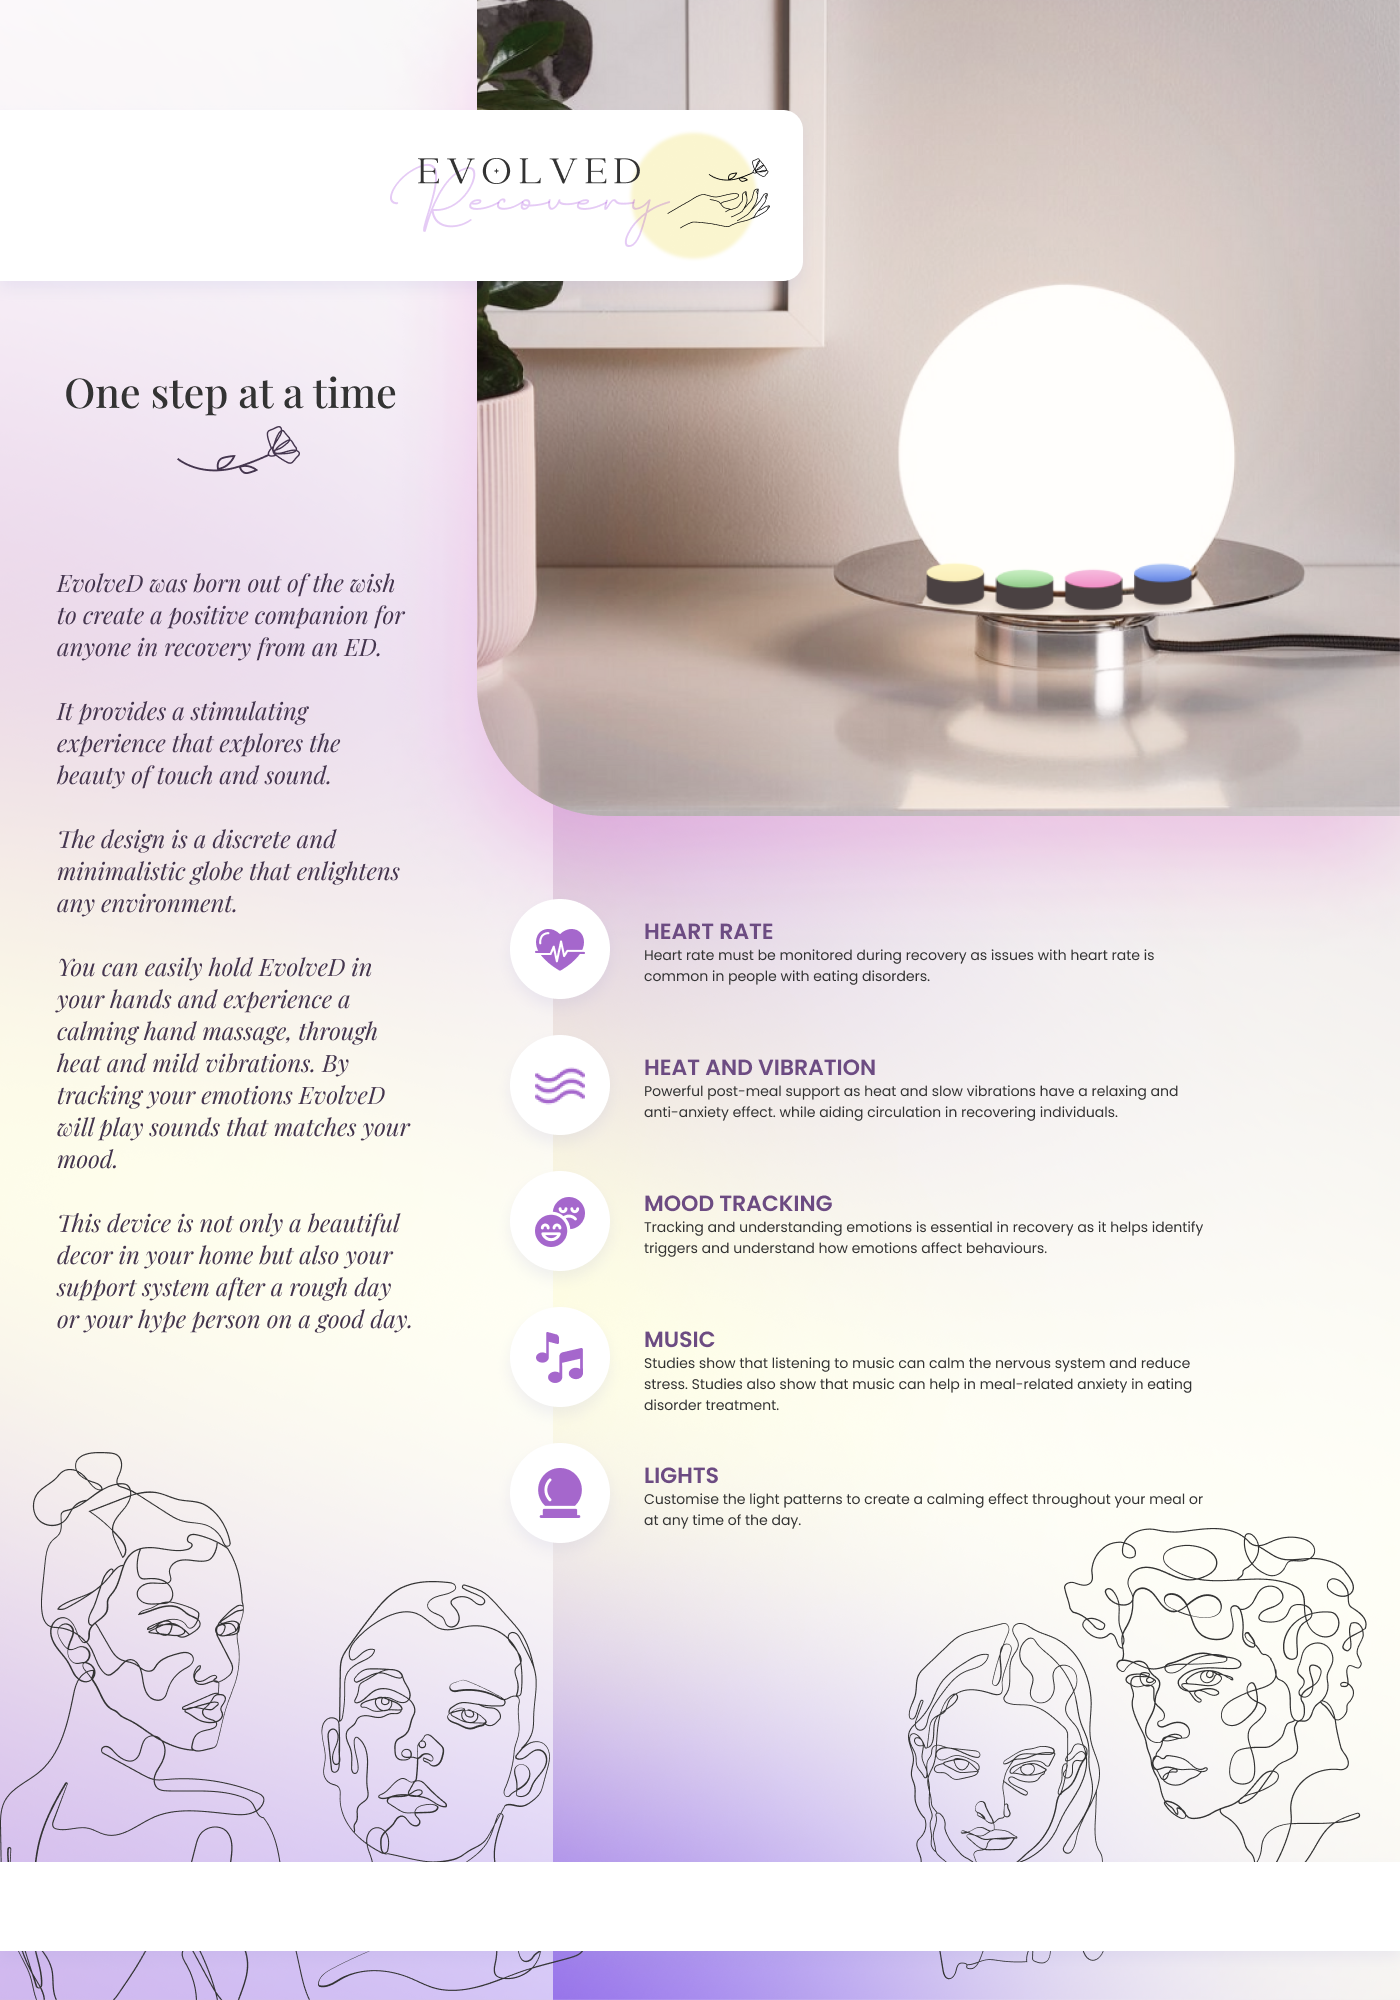 EVOLVED
Recovery
One step at a time
EvolveD was born out of the wish
to create a positive companion for
anyone in recovery from an ED.
It provides a stimulating
experience that explores the
beauty of touch and sound.
The design is a discrete and
minimalistic globe that enlightens
any environment.
You can easily hold EvolveD in
your hands and experience a
calming hand massage, through
heat and mild vibrations. By
tracking your emotions EvolveD
will play sounds that matches your
mood.
This device is not only a beautiful
decor in your home but also your
support system after a rough day
or your hype person on a good day.
HEART RATE
Heart rate must be monitored during recovery as issues with heart rate is
common in people with eating disorders.
HEAT AND VIBRATION
Powerful post-meal support as heat and slow vibrations have a relaxing and
anti-anxiety effect. while aiding circulation in recovering individuals.
MOOD TRACKING
Tracking and understanding emotions is essential in recovery as it helps identify
triggers and understand how emotions affect behaviours.
MUSIC
Studies show that listening to music can calm the nervous system and reduce
stress. Studies also show that music can help in meal-related anxiety in eating
disorder treatment.
LIGHTS
Customise the light patterns to create a calming effect throughout your meal or
at any time of the day.